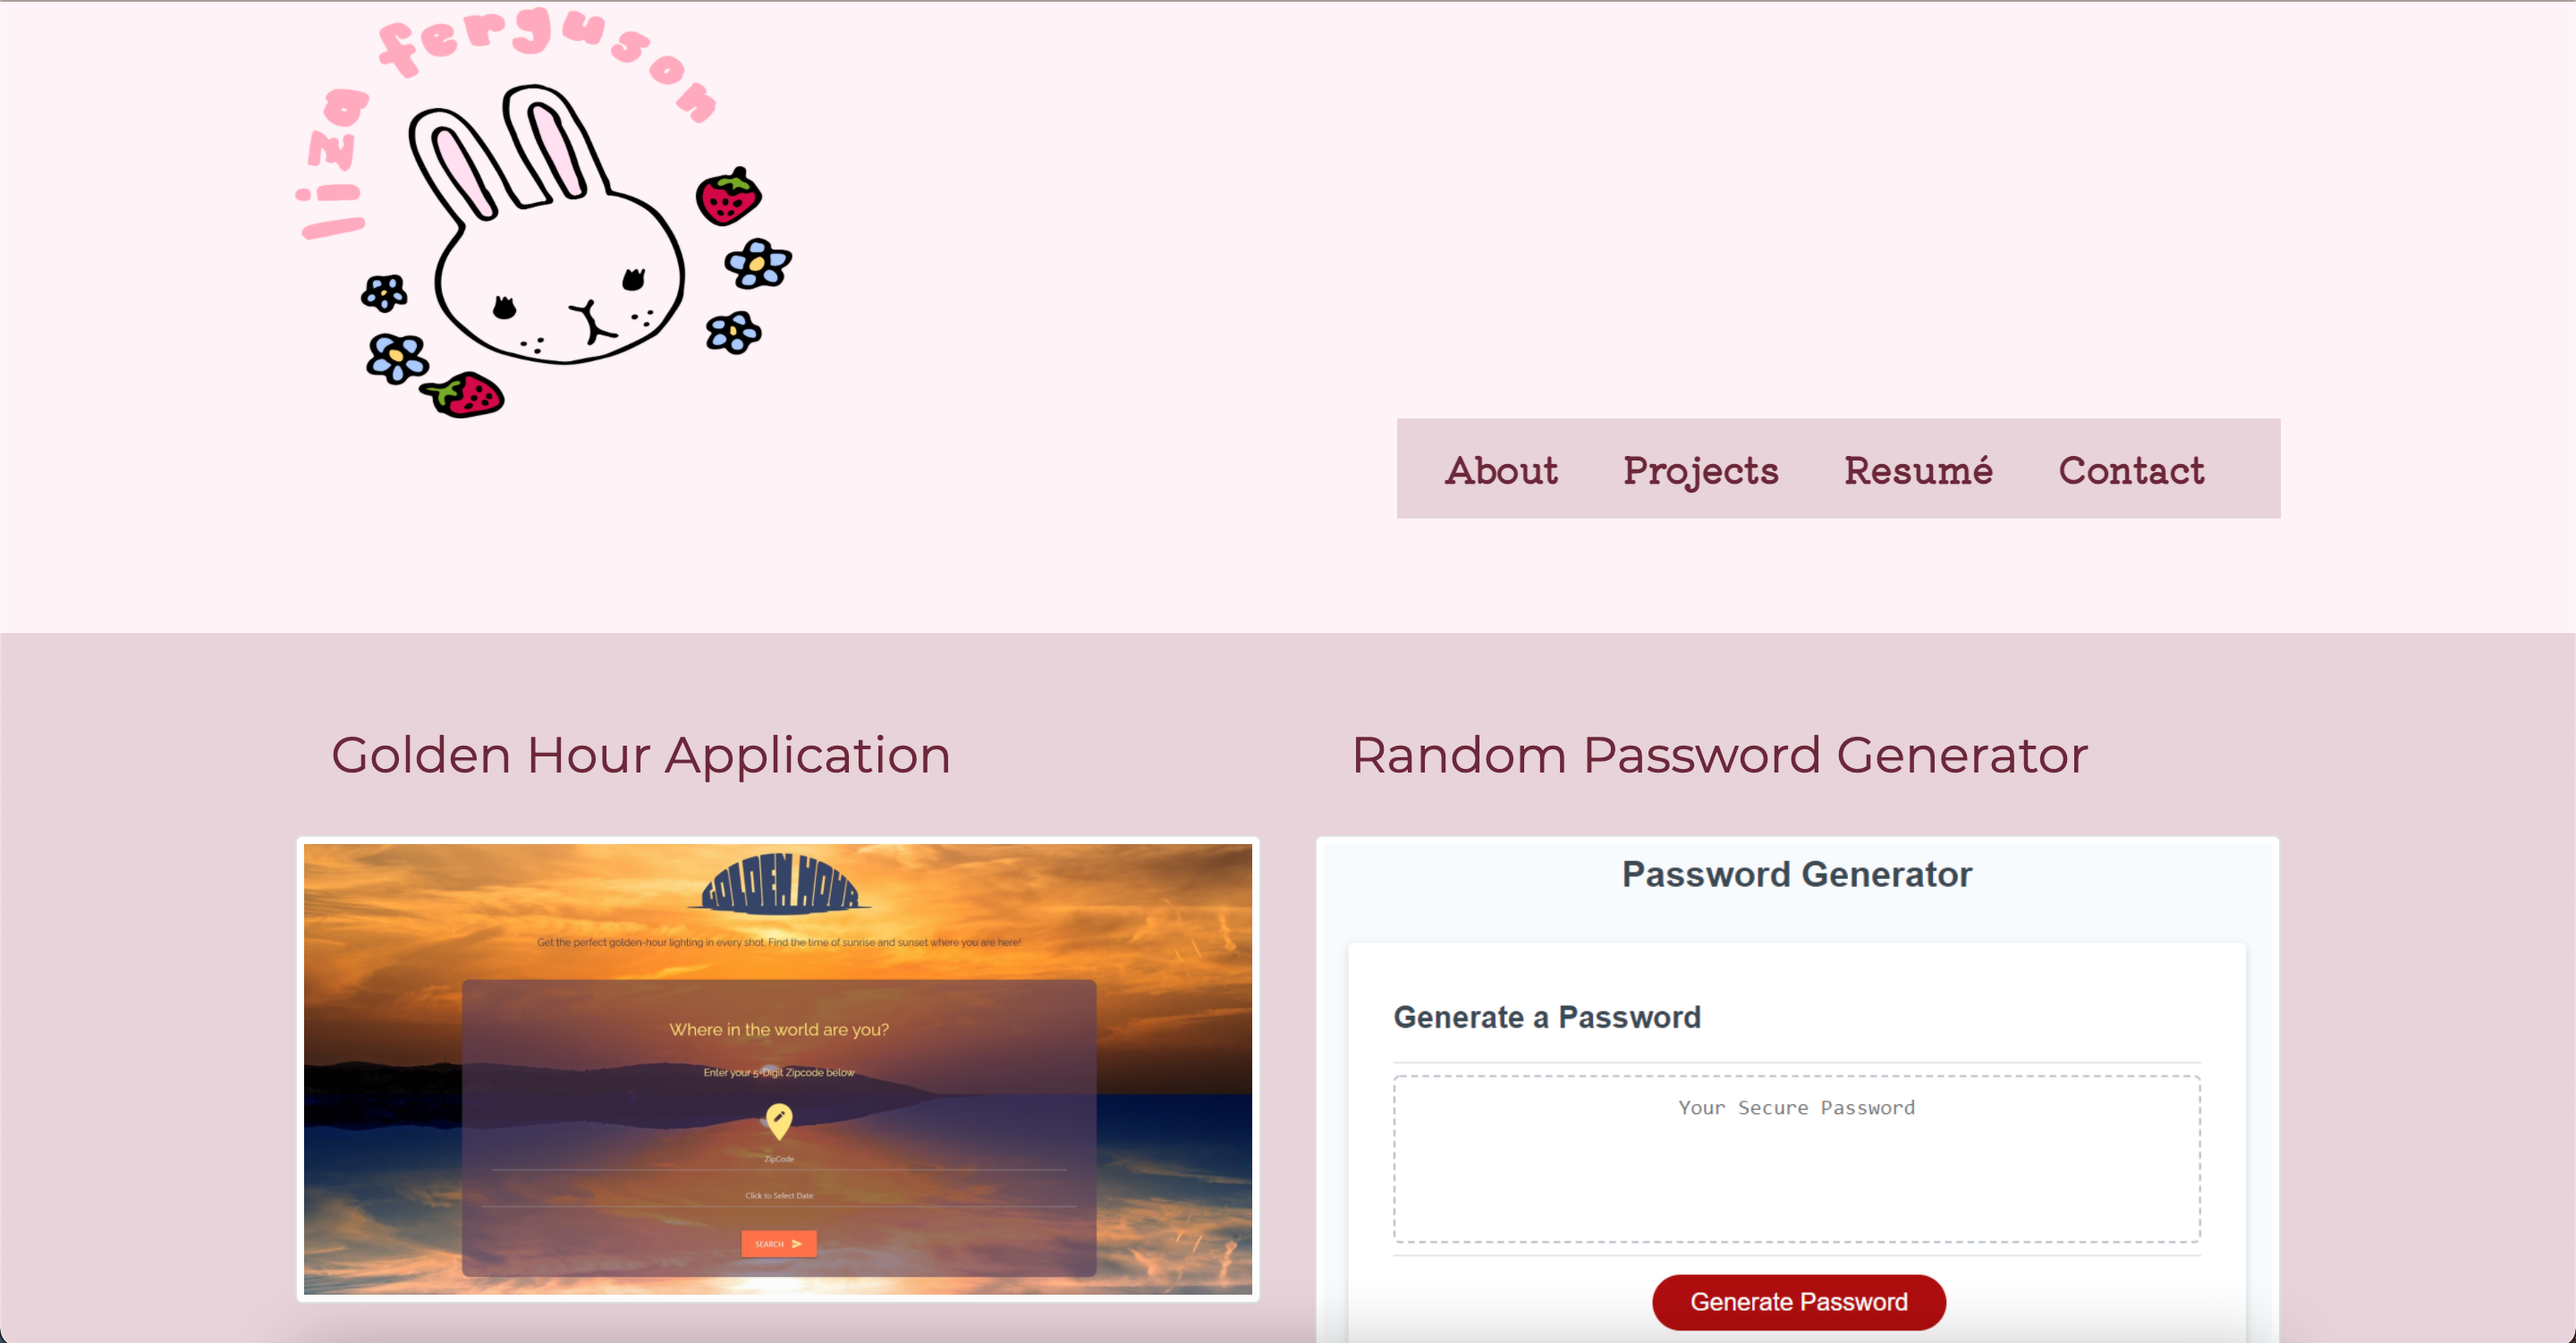 liza ferguson
About Projects Resumé Contact
Golden Hour Application
Random Password Generator
GOLDEN HOUR
Get the perfect golden-hour lighting in every shot. Find the time of sunrise and sunset where you are here!
Where in the world are you?
Enter your 5-Digit Zipcode below
ZipCode
Click to Select Date
SEARCH
Password Generator
Generate a Password
Your Secure Password
Generate Password